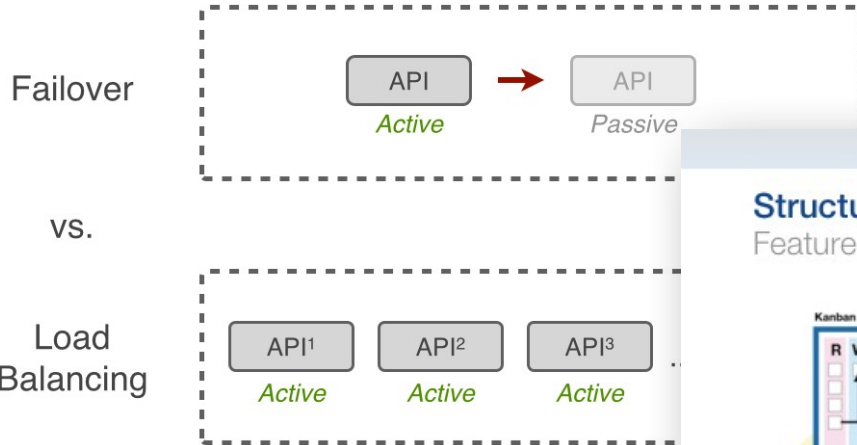 Failover
API
Active
API
Passive
vs.
Load
Balancing
API¹
Active
API²
Active
API³
Active
..
Structu
Feature
Kanban
R